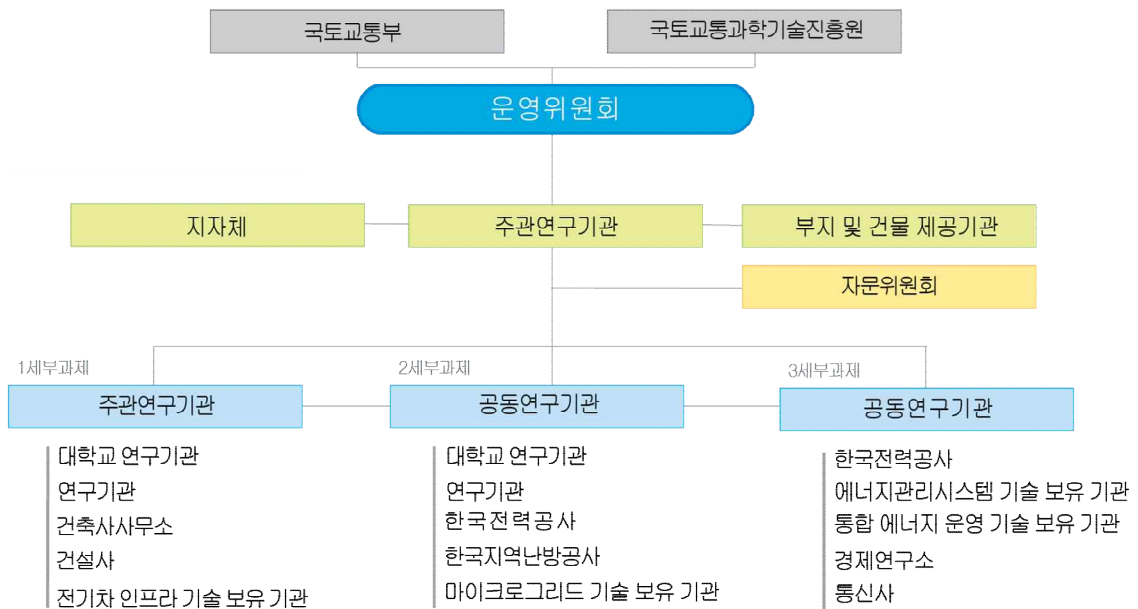 국토교통부
국토교통과학기술진흥원
운영위원회
지자체
주관연구기관
부지 및 건물 제공기관
자문위원회
1세부과제
주관연구기관
대학교 연구기관
연구기관
건축사사무소
건설사
전기차 인프라 기술 보유 기관
2세부과제
공동연구기관
대학교 연구기관
연구기관
한국전력공사
한국지역난방공사
마이크로그리드 기술 보유 기관
3세부과제
공동연구기관
한국전력공사
에너지관리시스템 기술 보유 기관
통합 에너지 운영 기술 보유 기관
경제연구소
통신사